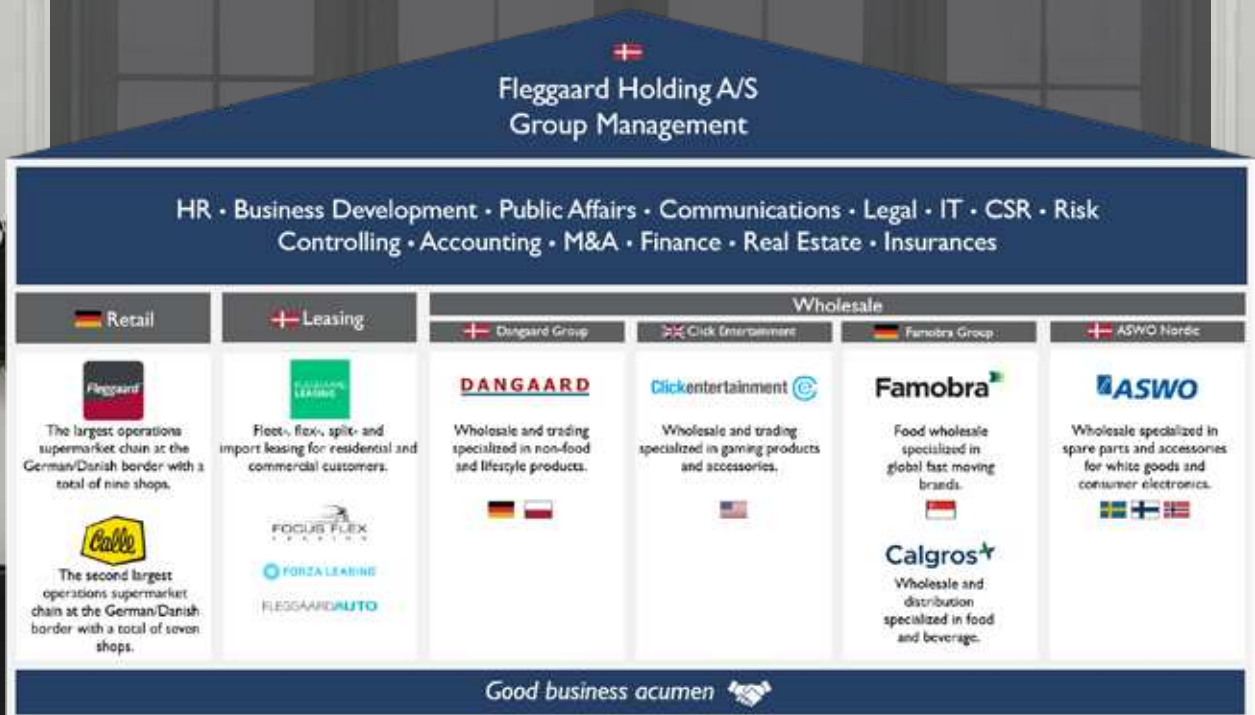 Fleggaard Holding A/S
Group Management
HR · Business Development · Public Affairs · Communications · Legal · IT · CSR · Risk
Controlling · Accounting · M&A · Finance · Real Estate · Insurances
Retail
Leasing
Wholesale
Dangaard Group
Click Entertainment
Famobra Group
ASWO Nordic
Fleggaard
The largest operations
supermarket chain at the
German/Danish border with a
total of nine shops.
Calle
The second largest
operations supermarket
chain at the German/Danish
border with a total of seven
shops.
FLEGGAARD
LEASING
Fleet-, flex-, split- and
import leasing for residential and
commercial customers.
FOCUS FLEX
LEASING
FORZA LEASING
FLEGGAARDAUTO
DANGAARD
Wholesale and trading
specialized in non-food
and lifestyle products.
Clickentertainment
Wholesale and trading
specialized in gaming products
and accessories.
Famobra
Food wholesale
specialized in
global fast moving
brands.
Calgros
Wholesale and
distribution
specialized in food
and beverage.
ASWO
Wholesale specialized in
spare parts and accessories
for white goods and
consumer electronics.
Good business acumen